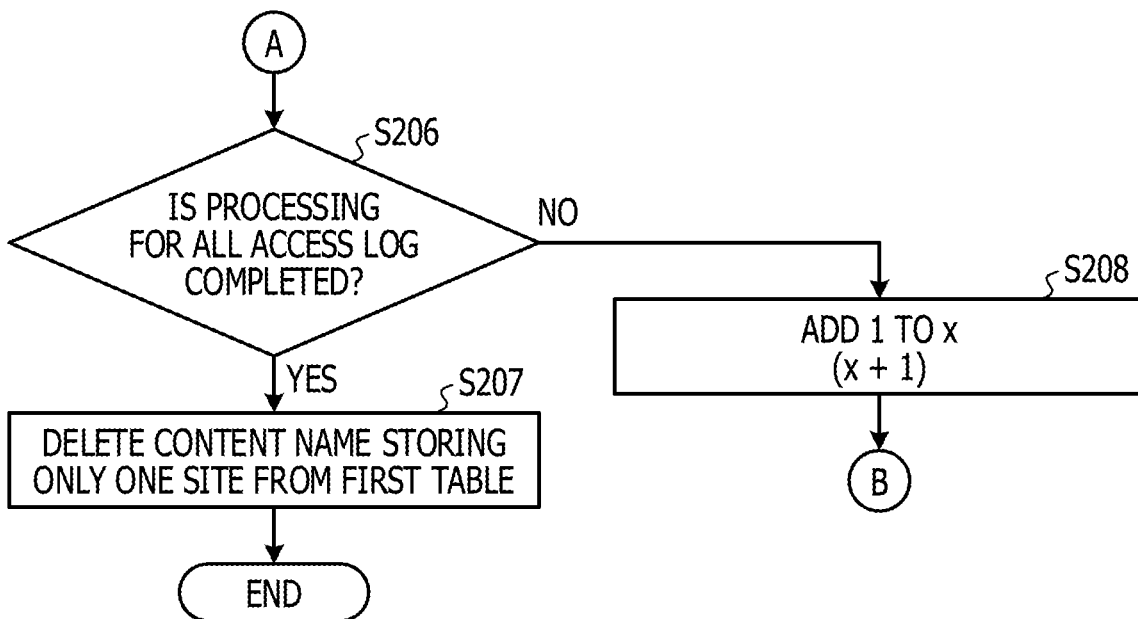 A
S206
IS PROCESSING
FOR ALL ACCESS LOG
COMPLETED?
NO
S208
ADD 1 TO x
(x + 1)
YES
S207
DELETE CONTENT NAME STORING
ONLY ONE SITE FROM FIRST TABLE
B
END